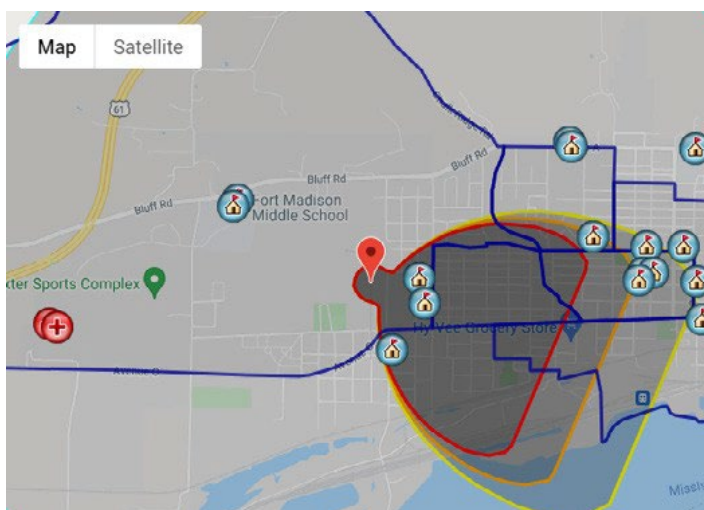 Map
Satellite
61
Bluff Rd
Bluff Rd
Bluff Rd
Fort Madison
Middle School
xter Sports Complex
Hy-Vee Grocery Store
Avenue O